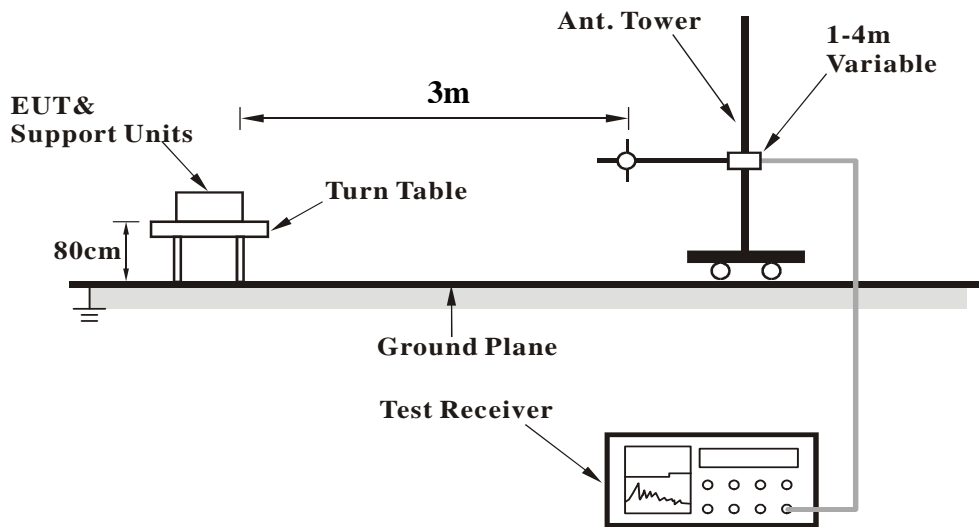 Ant. Tower
1-4m
Variable
3m
EUT&
Support Units
Turn Table
80cm
Ground Plane
Test Receiver